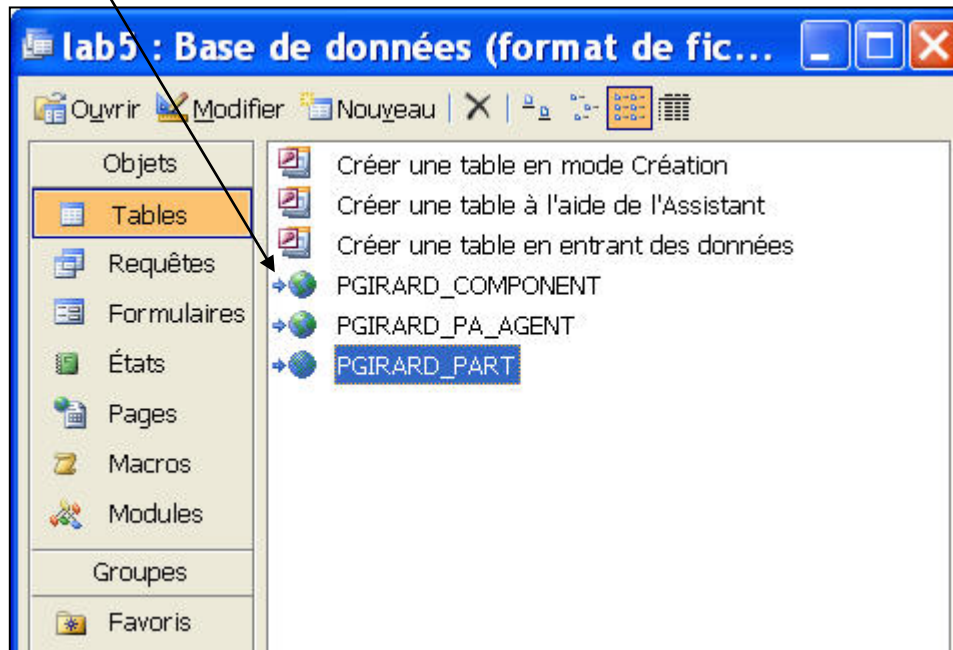 lab5 : Base de données (format de fic...
Ouvrir Modifier Nouveau
Objets
Tables
Requêtes
Formulaires
États
Pages
Macros
Modules
Groupes
Favoris
Créer une table en mode Création
Créer une table à l'aide de l'Assistant
Créer une table en entrant des données
PGIRARD_COMPONENT
PGIRARD_PA_AGENT
PGIRARD_PART